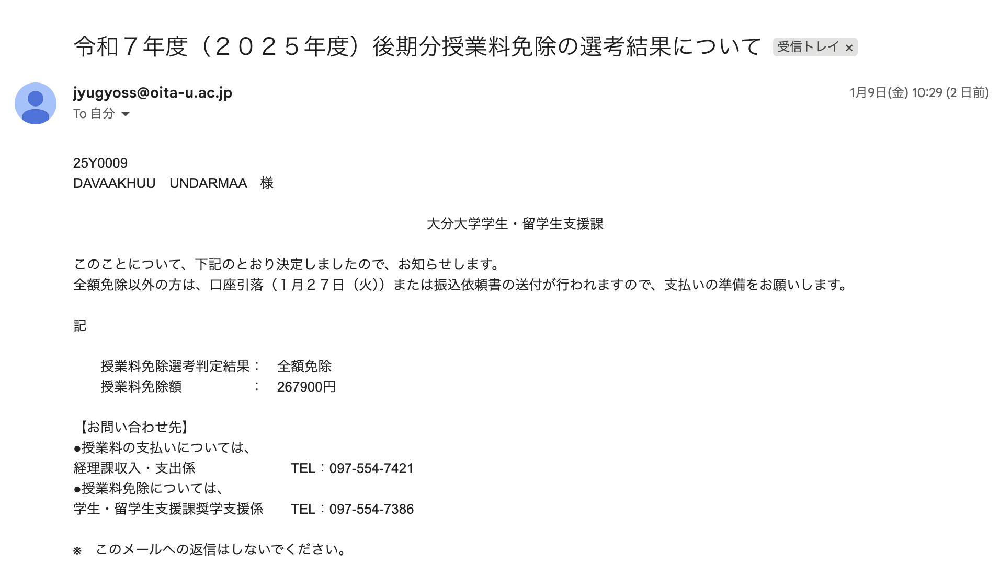 令和７年度（２０２５年度）後期分授業料免除の選考結果について 受信トレイ ×
jyugyoss@oita-u.ac.jp 1月9日(金) 10:29 (2 日前)
To 自分
25Y0009
DAVAAKHUU　UNDARMAA　様
大分大学学生・留学生支援課
このことについて、下記のとおり決定しましたので、お知らせします。
全額免除以外の方は、口座引落（１月２７日（火））または振込依頼書の送付が行われますので、支払いの準備をお願いします。
記
授業料免除選考判定結果：　全額免除
授業料免除額　　　　　：　267900円
【お問い合わせ先】
●授業料の支払いについては、
経理課収入・支出係　　　　　　　TEL：097-554-7421
●授業料免除については、
学生・留学生支援課奨学支援係　　TEL：097-554-7386
※　このメールへの返信はしないでください。